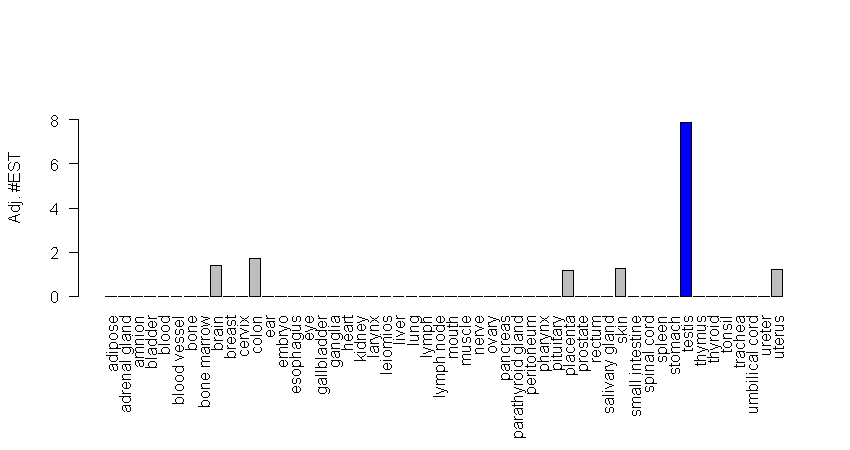 Adj. #EST
8
6
4
2
0
adipose
adrenal gland
amnion
bladder
blood
blood vessel
bone
bone marrow
brain
breast
cervix
colon
ear
embryo
esophagus
eye
gallbladder
ganglia
heart
kidney
larynx
leiomios
liver
lung
lymph
lymph node
mouth
muscle
nerve
ovary
pancreas
parathyroid gland
peritoneum
pharynx
pituitary
placenta
prostate
rectum
salivary gland
skin
small intestine
spinal cord
spleen
stomach
testis
thymus
thyroid
tonsil
trachea
umbilical cord
ureter
uterus